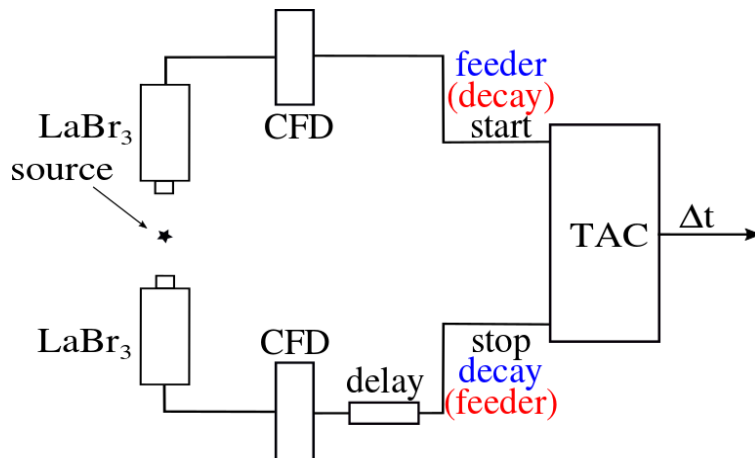 feeder
(decay)
start
LaBr3
CFD
source
TAC
Δt
LaBr3
CFD
delay
stop
decay
(feeder)